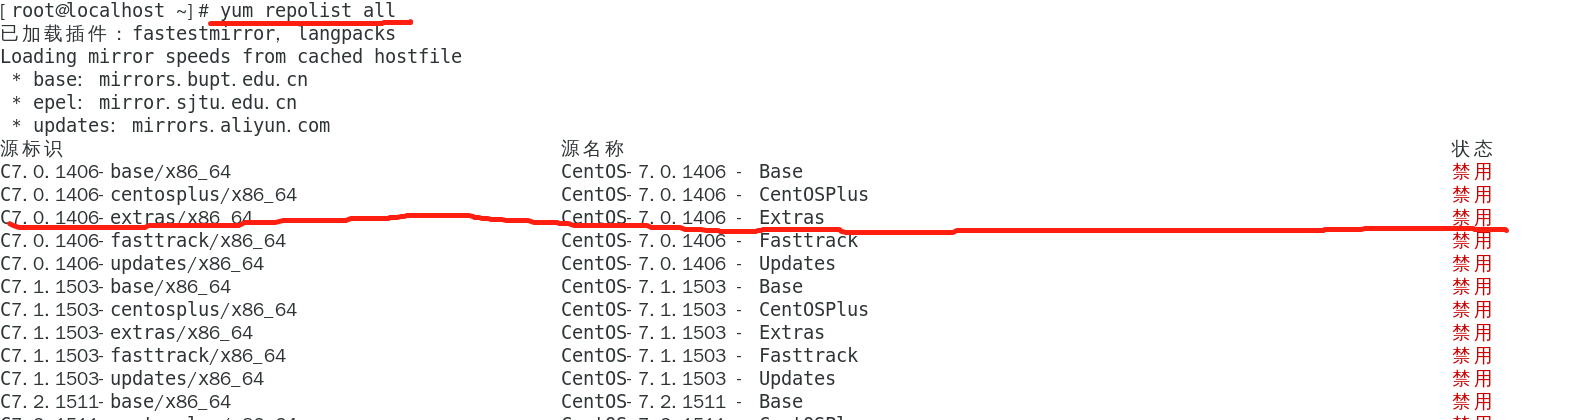 [root@localhost ~]# yum repolist all
已加载插件：fastestmirror, langpacks
Loading mirror speeds from cached hostfile
 * base: mirrors.bupt.edu.cn
 * epel: mirror.sjtu.edu.cn
 * updates: mirrors.aliyun.com
源标识 源名称 状态
C7.0.1406-base/x86_64 CentOS-7.0.1406 - Base 禁用
C7.0.1406-centosplus/x86_64 CentOS-7.0.1406 - CentOSPlus 禁用
C7.0.1406-extras/x86_64 CentOS-7.0.1406 - Extras 禁用
C7.0.1406-fasttrack/x86_64 CentOS-7.0.1406 - Fasttrack 禁用
C7.0.1406-updates/x86_64 CentOS-7.0.1406 - Updates 禁用
C7.1.1503-base/x86_64 CentOS-7.1.1503 - Base 禁用
C7.1.1503-centosplus/x86_64 CentOS-7.1.1503 - CentOSPlus 禁用
C7.1.1503-extras/x86_64 CentOS-7.1.1503 - Extras 禁用
C7.1.1503-fasttrack/x86_64 CentOS-7.1.1503 - Fasttrack 禁用
C7.1.1503-updates/x86_64 CentOS-7.1.1503 - Updates 禁用
C7.2.1511-base/x86_64 CentOS-7.2.1511 - Base 禁用